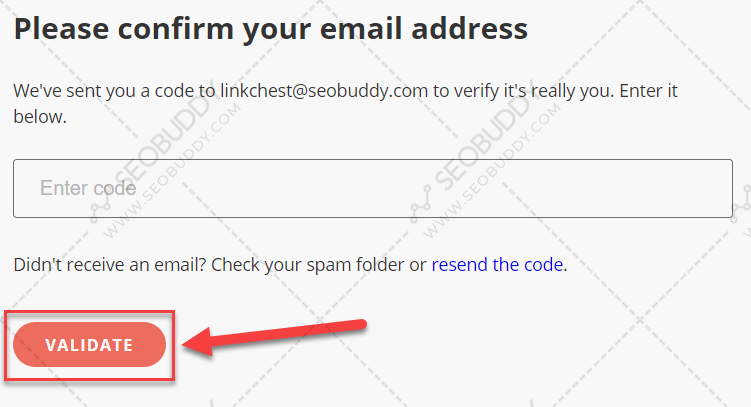 Please confirm your email address
We've sent you a code to linkchest@seobuddy.com to verify it's really you. Enter it
below.
Enter code
SEOBUDDY
WWW.SEOBUDDY.COM
SEOBUDDY
WWW.SEOBUDDY.COM
Didn't receive an email? Check your spam folder or resend the code.
VALIDATE